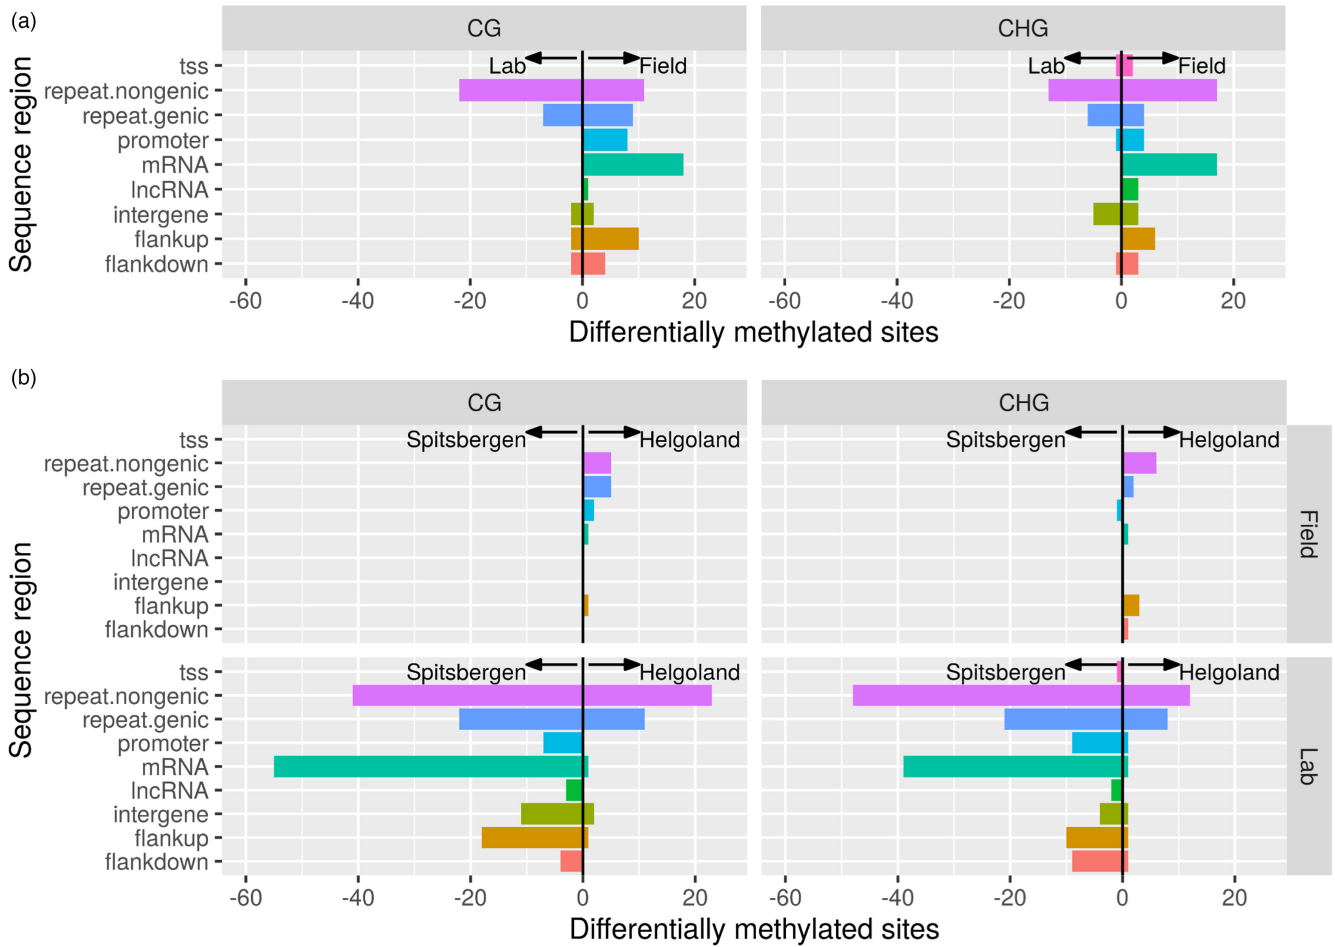 (a)
CG CHG
Lab Field Lab Field
Sequence region
tss
repeat.nongenic
repeat.genic
promoter
mRNA
lncRNA
intergene
flankup
flankdown
-60 -40 -20 0 20 -60 -40 -20 0 20
Differentially methylated sites
(b)
CG CHG
Spitsbergen Helgoland Spitsbergen Helgoland
Sequence region
tss
repeat.nongenic
repeat.genic
promoter
mRNA
lncRNA
intergene
flankup
flankdown
Field
Spitsbergen Helgoland Spitsbergen Helgoland
tss
repeat.nongenic
repeat.genic
promoter
mRNA
lncRNA
intergene
flankup
flankdown
Lab
-60 -40 -20 0 20 -60 -40 -20 0 20
Differentially methylated sites